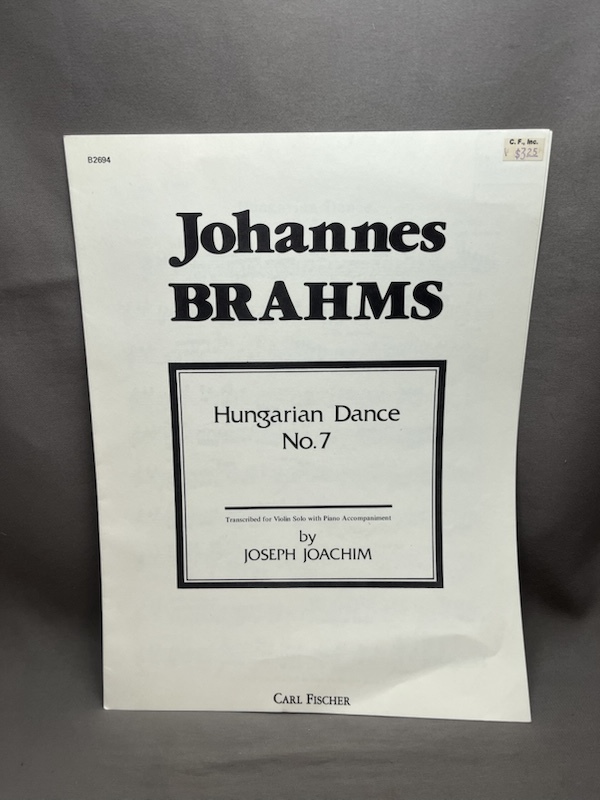 B2694
C. F., Inc.
Johannes
BRAHMS
Hungarian Dance
No. 7
Transcribed for Violin Solo with Piano Accompaniment
by
JOSEPH JOACHIM
CARL FISCHER